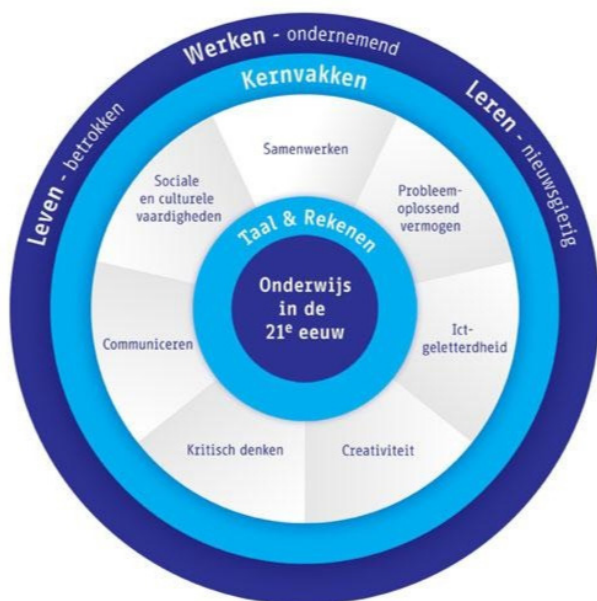 Leven - betrokken
Werken - ondernemend
Leren - nieuwsgierig
Kernvakken
Samenwerken
Probleem-
oplossend
vermogen
Ict-
geletterdheid
Creativiteit
Kritisch denken
Communiceren
Sociale
en culturele
vaardigheden
Taal & Rekenen
Onderwijs
in de
21e eeuw